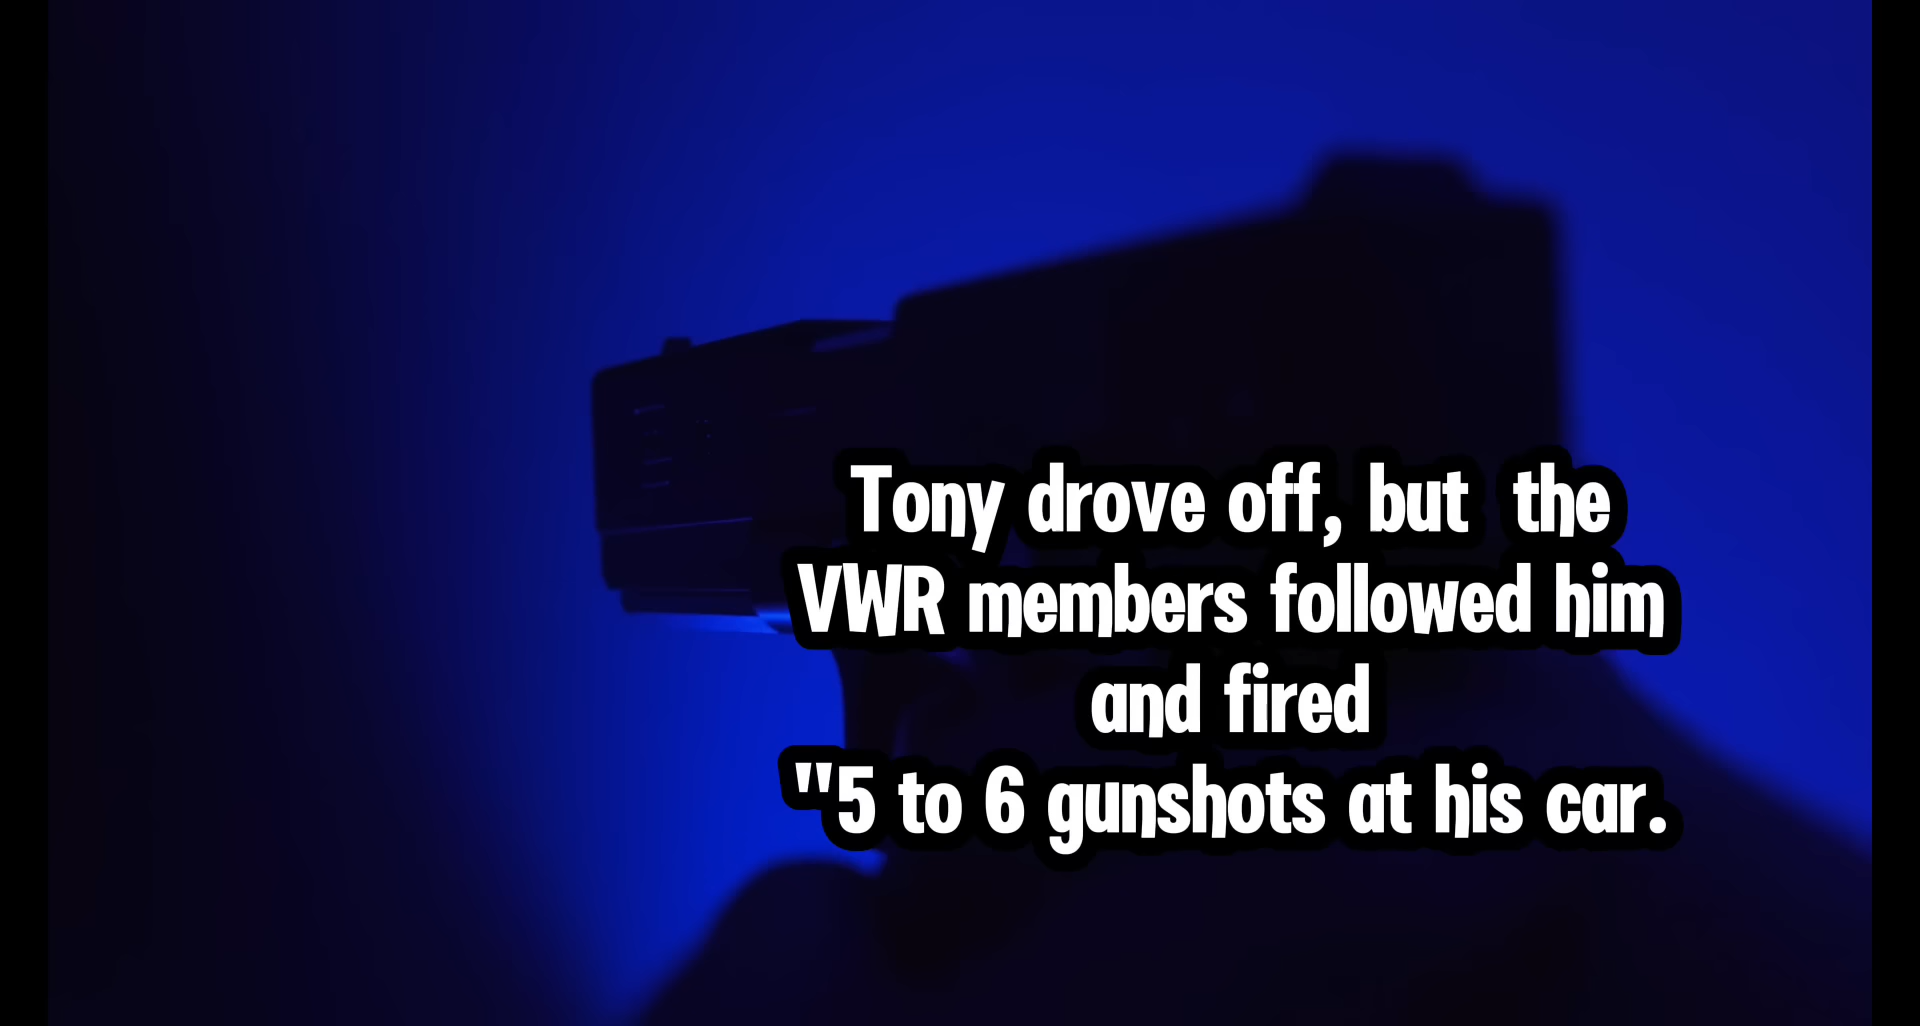 Tony drove off, but  the
VWR members followed him
and fired
"5 to 6 gunshots at his car.